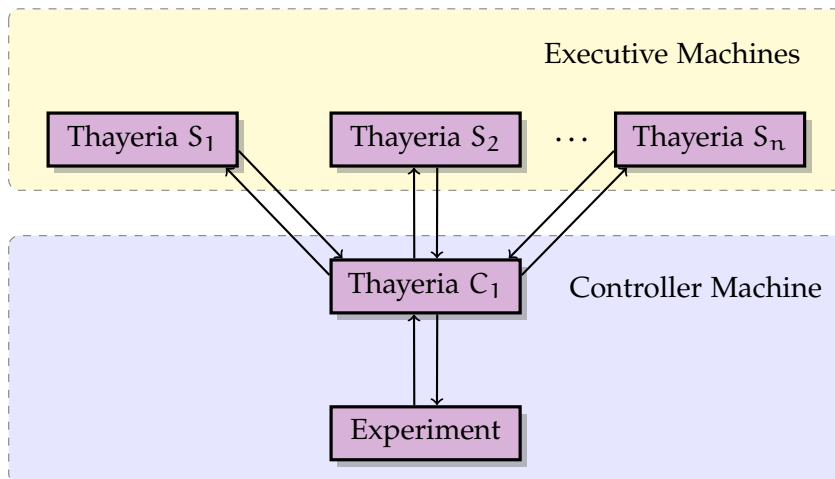 Executive Machines
Thayeria S₁
Thayeria S₂
⋯
Thayeria Sₙ
Thayeria C₁
Controller Machine
Experiment